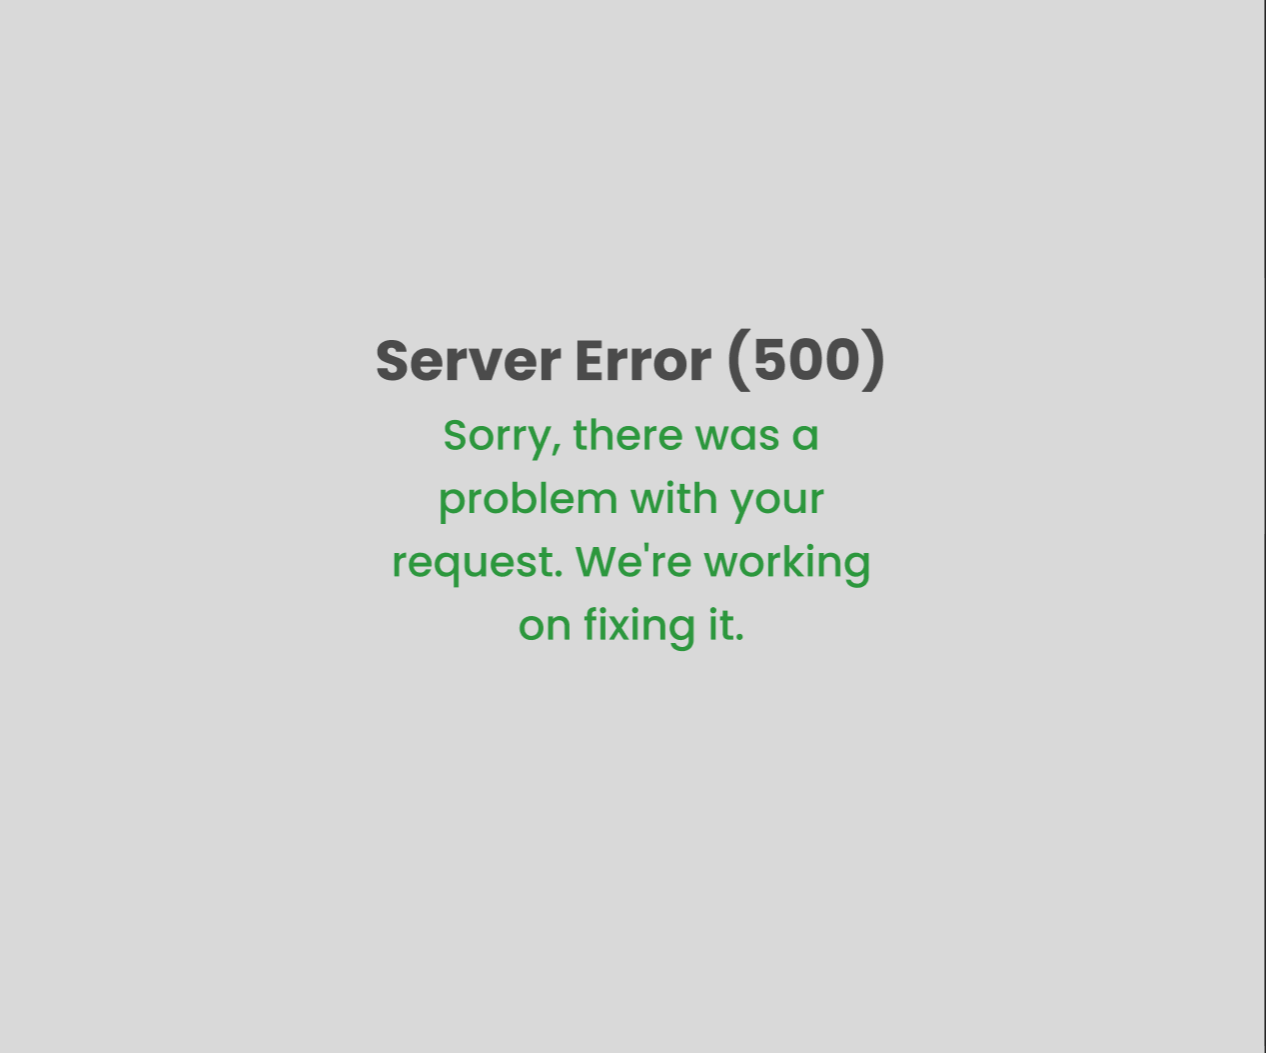 Server Error (500)
Sorry, there was a
problem with your
request. We're working
on fixing it.